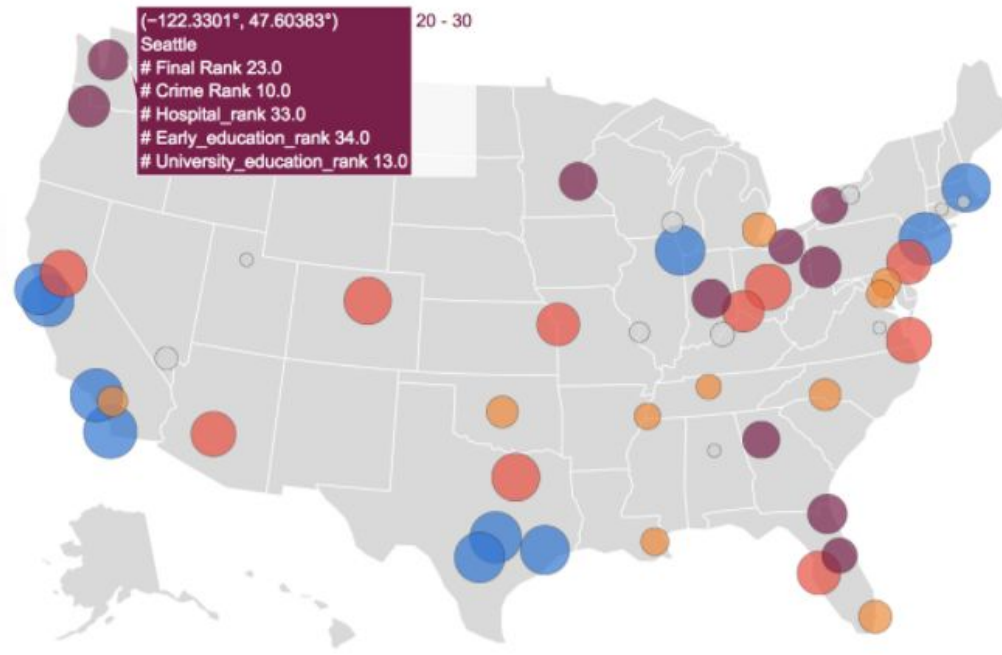 (−122.3301°, 47.60383°) 20 - 30
Seattle
# Final Rank 23.0
# Crime Rank 10.0
# Hospital_rank 33.0
# Early_education_rank 34.0
# University_education_rank 13.0